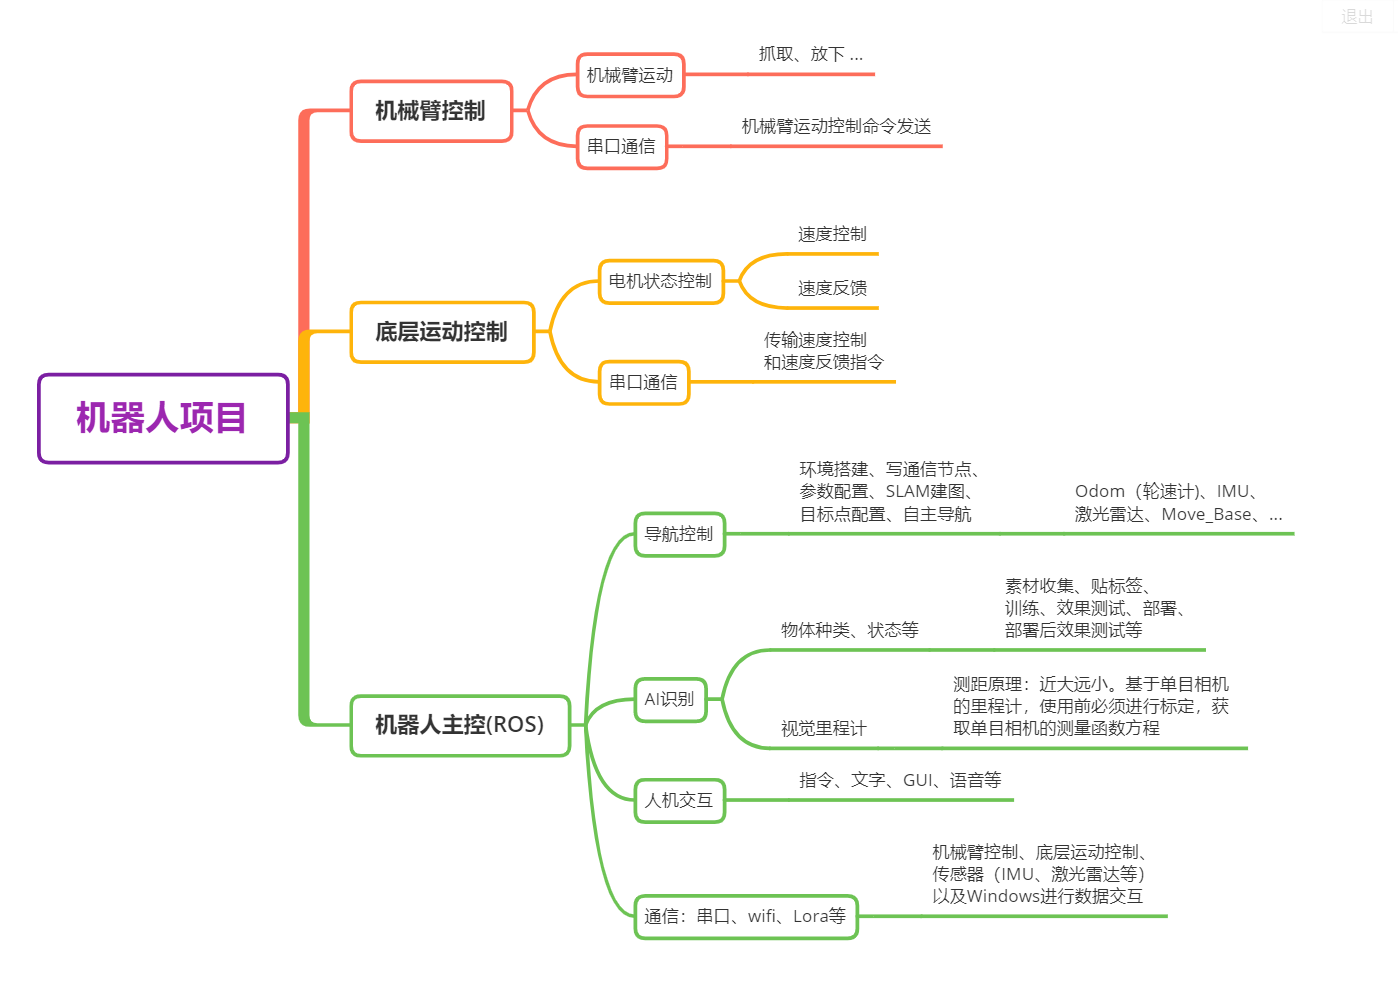 退出
机器人项目
机械臂控制
机械臂运动
抓取、放下 ...
串口通信
机械臂运动控制命令发送
底层运动控制
电机状态控制
速度控制
速度反馈
串口通信
传输速度控制
和速度反馈指令
机器人主控(ROS)
导航控制
环境搭建、写通信节点、
参数配置、SLAM建图、
目标点配置、自主导航
Odom（轮速计)、IMU、
激光雷达、Move_Base、...
AI识别
物体种类、状态等
素材收集、贴标签、
训练、效果测试、部署、
部署后效果测试等
视觉里程计
测距原理：近大远小。基于单目相机
的里程计，使用前必须进行标定，获
取单目相机的测量函数方程
人机交互
指令、文字、GUI、语音等
通信：串口、wifi、Lora等
机械臂控制、底层运动控制、
传感器（IMU、激光雷达等）
以及Windows进行数据交互